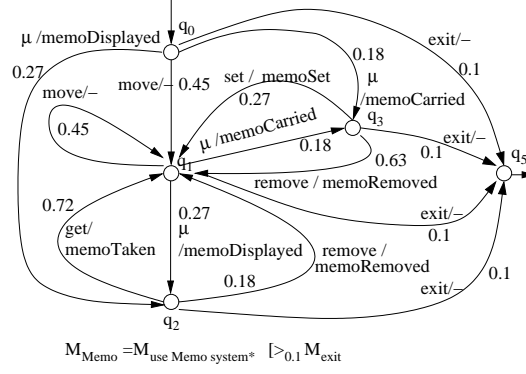 q0
μ /memoDisplayed
exit/–
0.27
0.18
0.1
set / memoSet
μ
move/–
move/– 0.45
0.27
/memoCarried
q3
μ /memoCarried
exit/–
0.45
0.18
0.63
0.1
q5
q1
remove / memoRemoved
0.72
0.27
exit/–
get/
μ
0.1
memoTaken
/memoDisplayed
remove /
memoRemoved
exit/–
0.18
0.1
q2
MMemo =Muse Memo system* [>0.1 Mexit